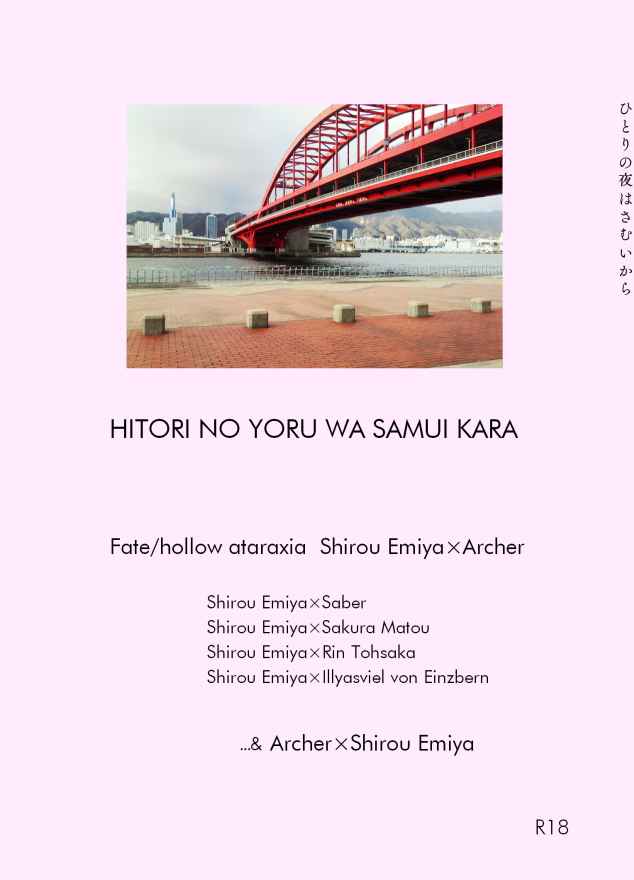 ひとりの夜はさむいから
HITORI NO YORU WA SAMUI KARA
Fate/hollow ataraxia Shirou Emiya×Archer
Shirou Emiya×Saber
Shirou Emiya×Sakura Matou
Shirou Emiya×Rin Tohsaka
Shirou Emiya×Illyasviel von Einzbern
...& Archer×Shirou Emiya
R18